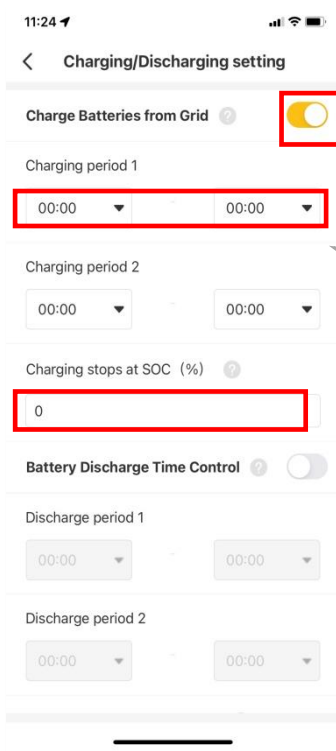 11:24
Charging/Discharging setting
Charge Batteries from Grid ?
Charging period 1
00:00 - 00:00
Charging period 2
00:00 - 00:00
Charging stops at SOC (%) ?
0
Battery Discharge Time Control ?
Discharge period 1
00:00 - 00:00
Discharge period 2
00:00 - 00:00